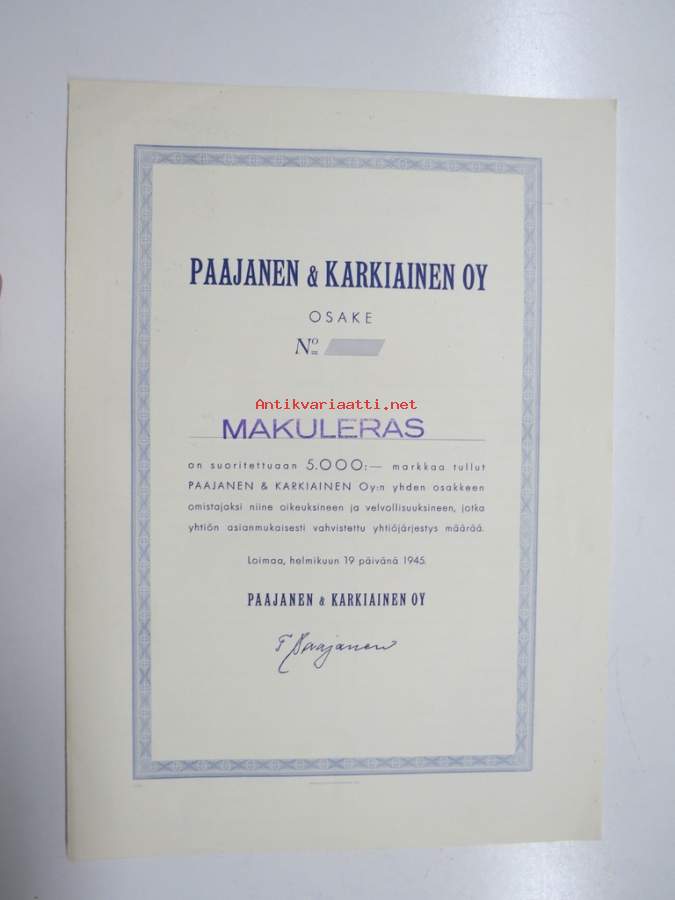 PAAJANEN & KARKIAINEN OY
OSAKE
No
Antikvariaatti.net
MAKULERAS
on suoritettuaan 5.000:— markkaa tullut
PAAJANEN & KARKIAINEN Oy:n yhden osakkeen
omistajaksi niine oikeuksineen ja velvollisuuksineen, jotka
yhtiön asianmukaisesti vahvistettu yhtiöjärjestys määrää.
Loimaa, helmikuun 19 päivänä 1945.
PAAJANEN & KARKIAINEN OY
F Paajanen